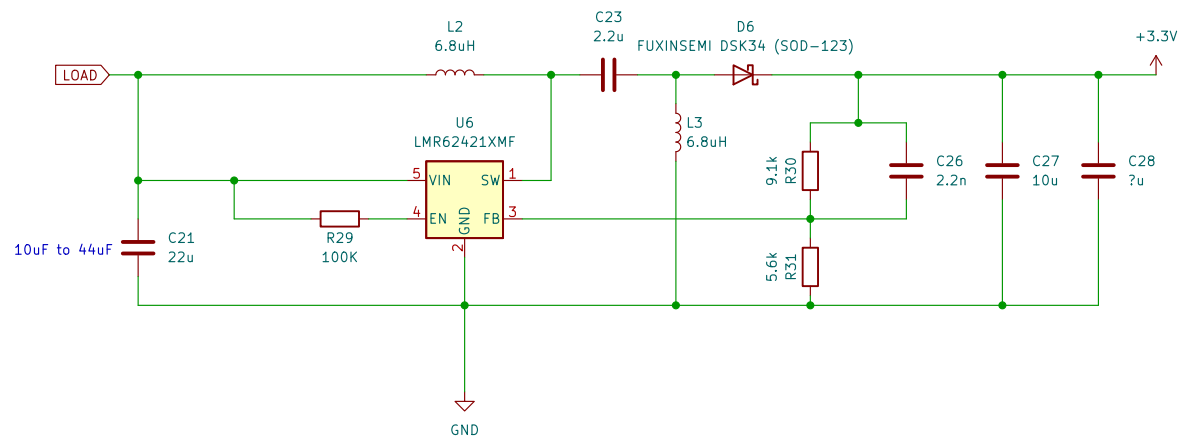 C23
2.2u
L2
6.8uH
D6
FUXINSEMI DSK34 (SOD-123)
+3.3V
LOAD
U6
LMR62421XMF
L3
6.8uH
5
VIN
SW
1
4
EN
GND
FB
3
2
R29
100K
9.1k
R30
C26
2.2n
C27
10u
C28
?u
10uF to 44uF
C21
22u
5.6k
R31
GND